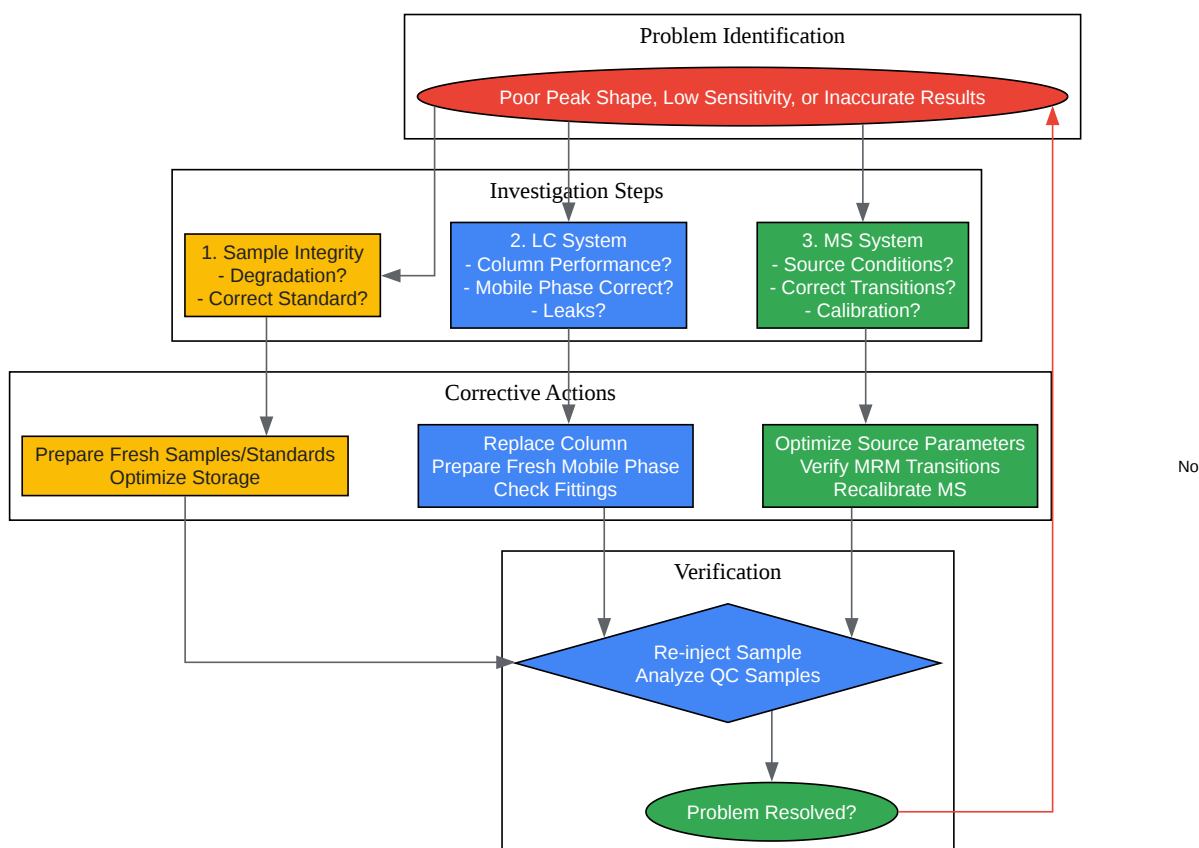 Problem Identification
Poor Peak Shape, Low Sensitivity, or Inaccurate Results
Investigation Steps
1. Sample Integrity
- Degradation?
- Correct Standard?
2. LC System
- Column Performance?
- Mobile Phase Correct?
- Leaks?
3. MS System
- Source Conditions?
- Correct Transitions?
- Calibration?
Corrective Actions
Prepare Fresh Samples/Standards
Optimize Storage
Replace Column
Prepare Fresh Mobile Phase
Check Fittings
Optimize Source Parameters
Verify MRM Transitions
Recalibrate MS
No
Verification
Re-inject Sample
Analyze QC Samples
Problem Resolved?